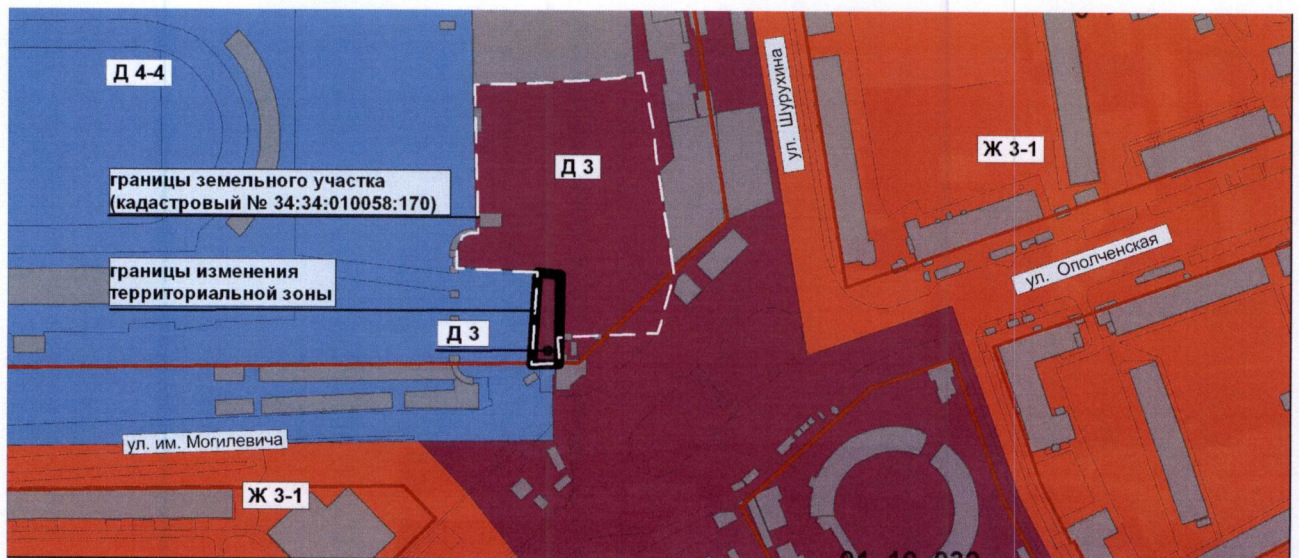 Д 4-4
ул. Шурухина
Д 3
Ж 3-1
границы земельного участка
(кадастровый № 34:34:010058:170)
ул. Ополченская
границы изменения
территориальной зоны
Д 3
ул. им. Могилевича
Ж 3-1